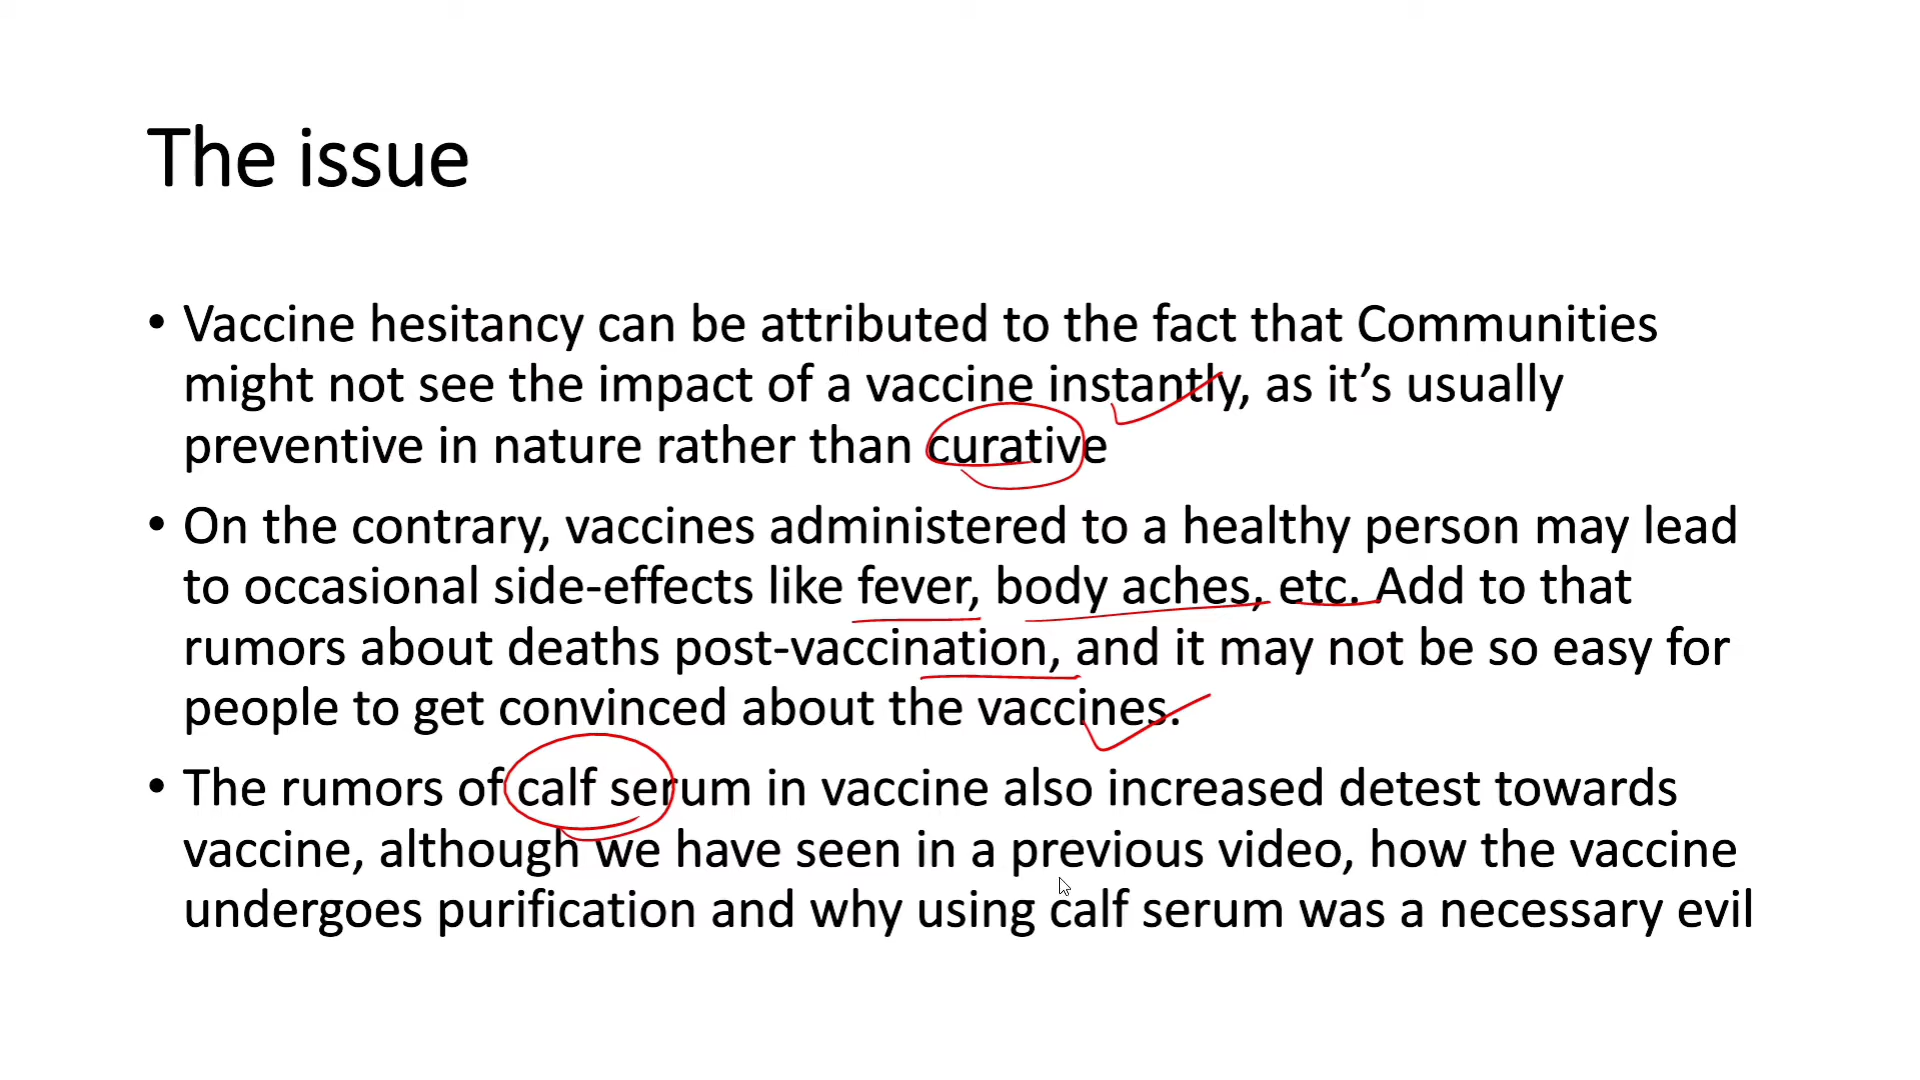 The issue
• Vaccine hesitancy can be attributed to the fact that Communities
might not see the impact of a vaccine instantly, as it’s usually
preventive in nature rather than curative
• On the contrary, vaccines administered to a healthy person may lead
to occasional side-effects like fever, body aches, etc. Add to that
rumors about deaths post-vaccination, and it may not be so easy for
people to get convinced about the vaccines.
• The rumors of calf serum in vaccine also increased detest towards
vaccine, although we have seen in a previous video, how the vaccine
undergoes purification and why using calf serum was a necessary evil